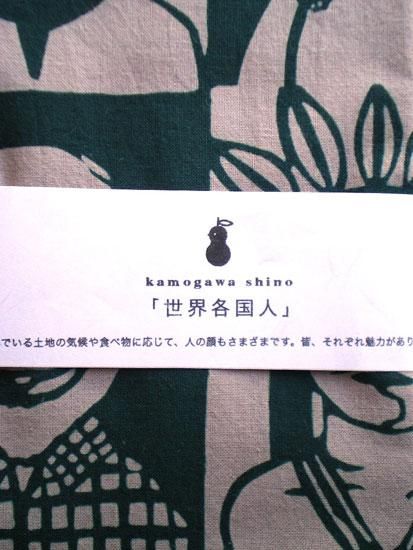 kamogawa shino
「世界各国人」
でいる土地の気候や食べ物に応じて、人の顔もさまざまです。皆、それぞれ魅力があり